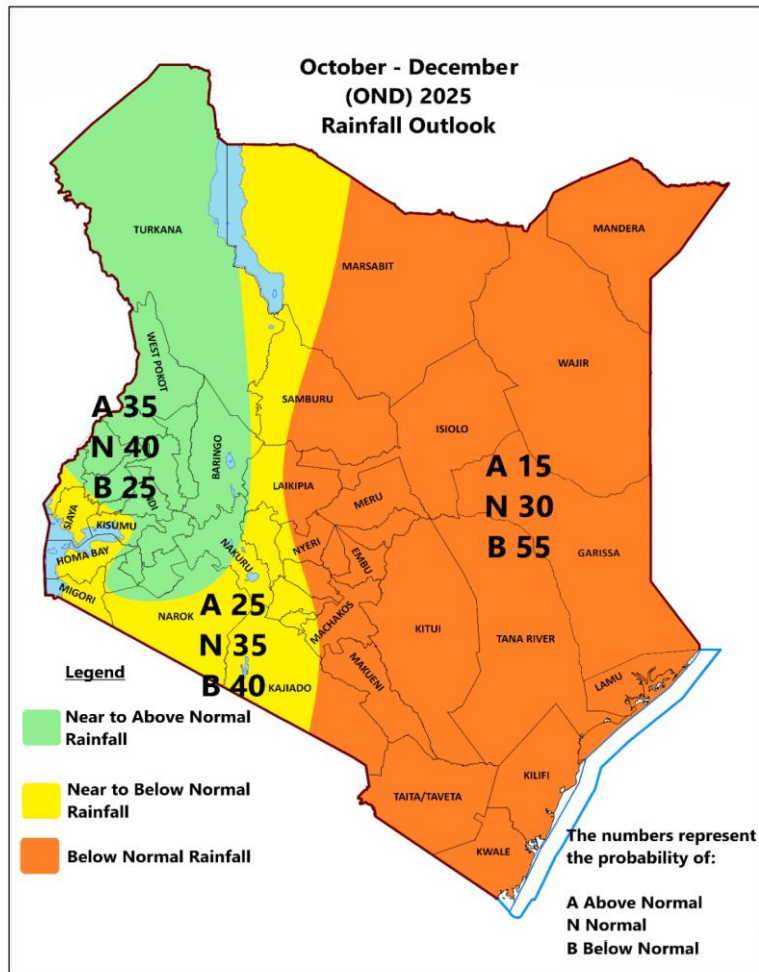 October - December
(OND) 2025
Rainfall Outlook
TURKANA
MANDERA
MARSABIT
WEST POKOT
WAJIR
SAMBURU
ISIOLO
A 35
N 40
B 25
BARINGO
A 15
N 30
B 55
LAIKIPIA
MERU
SIAYA
KISUMU
HOMA BAY
MIGORI
NAKURU
NYERI
EMBU
GARISSA
NAROK
A 25
N 35
B 40
MACHAKOS
KITUI
TANA RIVER
KAJIADO
MAKUENI
LAMU
TAITA/TAVETA
KILIFI
KWALE
Legend
Near to Above Normal
Rainfall
Near to Below Normal
Rainfall
Below Normal Rainfall
The numbers represent
the probability of:
A Above Normal
N Normal
B Below Normal